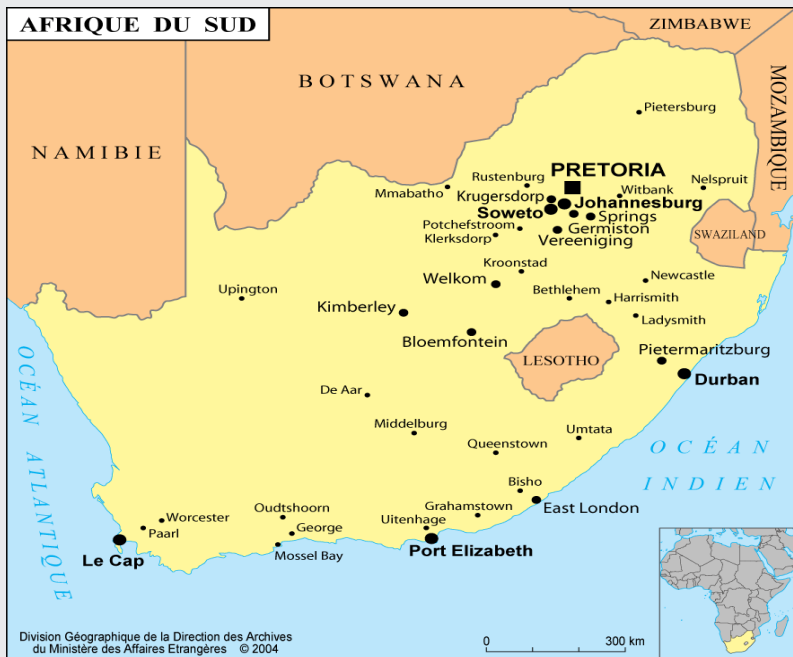 AFRIQUE DU SUD
ZIMBABWE
BOTSWANA
MOZAMBIQUE
NAMIBIE
Pietersburg
PRETORIA
Rustenburg
Nelspruit
Mmabatho
Witbank
Krugersdorp
Johannesburg
Soweto
Springs
Potchefstroom
Germiston
Klerksdorp
Vereeniging
SWAZILAND
Kroonstad
Welkom
Newcastle
Upington
Bethlehem
Harrismith
Kimberley
Ladysmith
Bloemfontein
LESOTHO
Pietermaritzburg
Durban
OCÉAN ATLANTIQUE
De Aar
Middelburg
Umtata
Queenstown
OCÉAN
INDIEN
Bisho
East London
Grahamstown
Uitenhage
Oudtshoorn
Worcester
George
Paarl
Le Cap
Mossel Bay
Port Elizabeth
Division Géographique de la Direction des Archives
du Ministère des Affaires Etrangères © 2004
0 300 km